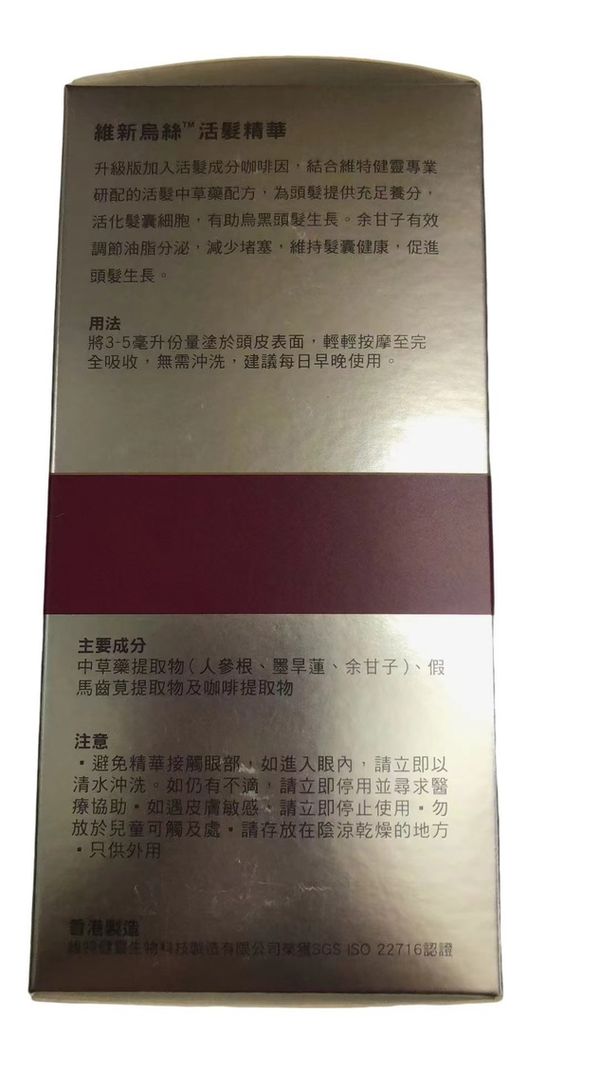 維新烏絲™活髮精華
升級版加入活髮成分咖啡因，結合維特健靈專業
研配的活髮中草藥配方，為頭髮提供充足養分，
活化髮囊細胞，有助烏黑頭髮生長。余甘子有效
調節油脂分泌，減少堵塞，維持髮囊健康，促進
頭髮生長。
用法
將3-5毫升份量塗於頭皮表面，輕輕按摩至完
全吸收，無需沖洗，建議每日早晚使用。
主要成分
中草藥提取物(人參根、墨旱蓮、余甘子)、假
馬齒莧提取物及咖啡提取物
注意
▪避免精華接觸眼部、如進入眼內，請立即以
清水沖洗。如仍有不適，請立即停用並尋求醫
療協助▪如遇皮膚敏感、請立即停止使用▪勿
放於兒童可觸及處▪請存放在陰涼乾燥的地方
▪只供外用
香港製造
維特健靈生物科技製造有限公司榮獲SGS ISO 22716認證